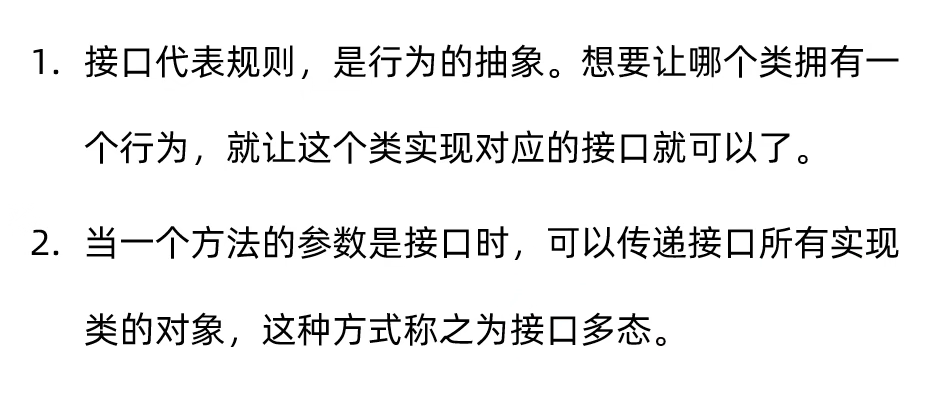 1. 接口代表规则，是行为的抽象。想要让哪个类拥有一
个行为，就让这个类实现对应的接口就可以了。
2. 当一个方法的参数是接口时，可以传递接口所有实现
类的对象，这种方式称之为接口多态。